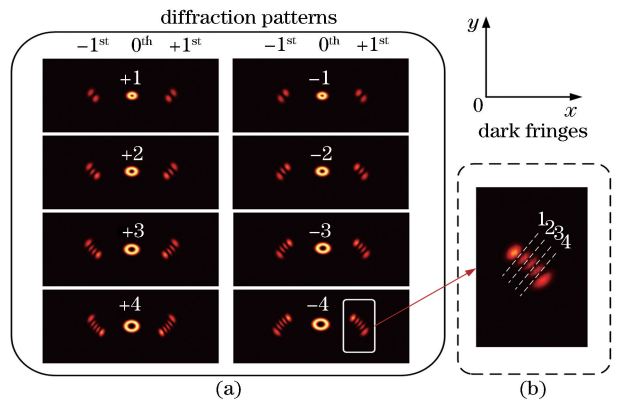 diffraction patterns
−1st 0th +1st −1st 0th +1st
+1 −1
+2 −2
+3 −3
+4 −4
y
0 x
dark fringes
1
2
3
4
(a) (b)